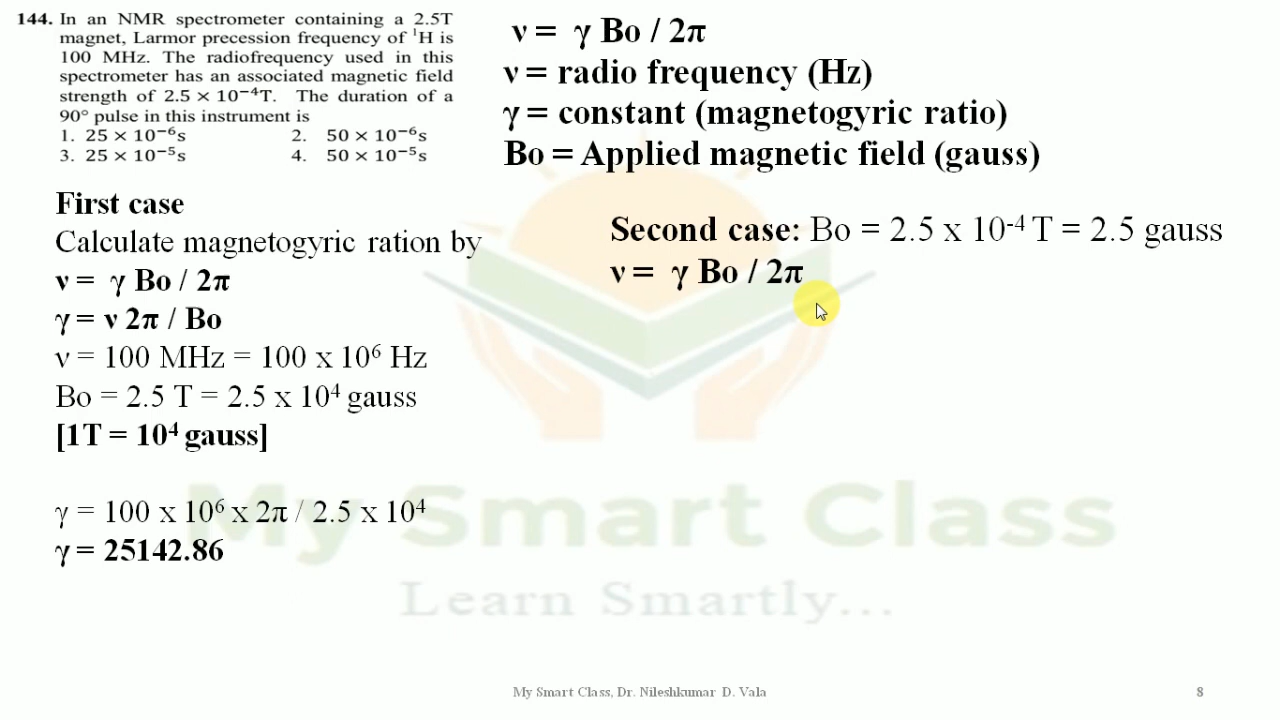 144. In an NMR spectrometer containing a 2.5T
magnet, Larmor precession frequency of ¹H is
100 MHz. The radiofrequency used in this
spectrometer has an associated magnetic field
strength of 2.5 × 10⁻⁴T. The duration of a
90° pulse in this instrument is
1. 25 × 10⁻⁶s 2. 50 × 10⁻⁶s
3. 25 × 10⁻⁵s 4. 50 × 10⁻⁵s
ν = γ Bo / 2π
ν = radio frequency (Hz)
γ = constant (magnetogyric ratio)
Bo = Applied magnetic field (gauss)
First case
Calculate magnetogyric ration by
ν = γ Bo / 2π
γ = ν 2π / Bo
ν = 100 MHz = 100 x 10⁶ Hz
Bo = 2.5 T = 2.5 x 10⁴ gauss
[1T = 10⁴ gauss]
γ = 100 x 10⁶ x 2π / 2.5 x 10⁴
γ = 25142.86
Second case: Bo = 2.5 x 10⁻⁴ T = 2.5 gauss
ν = γ Bo / 2π
My Smart Class
Learn Smartly...
My Smart Class, Dr. Nileshkumar D. Vala
8